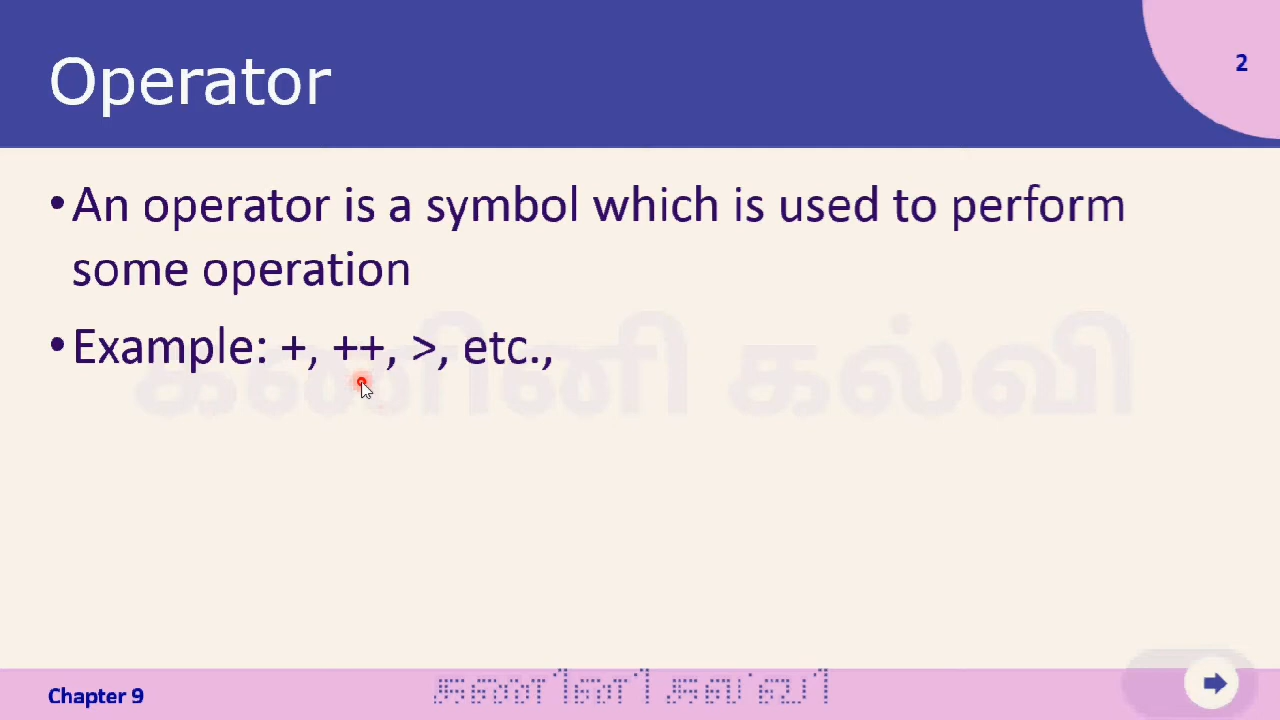 Operator
2
•An operator is a symbol which is used to perform
some operation
•Example: +, ++, >, etc.,
கணினி கல்வி
Chapter 9
கணினி கல்வி